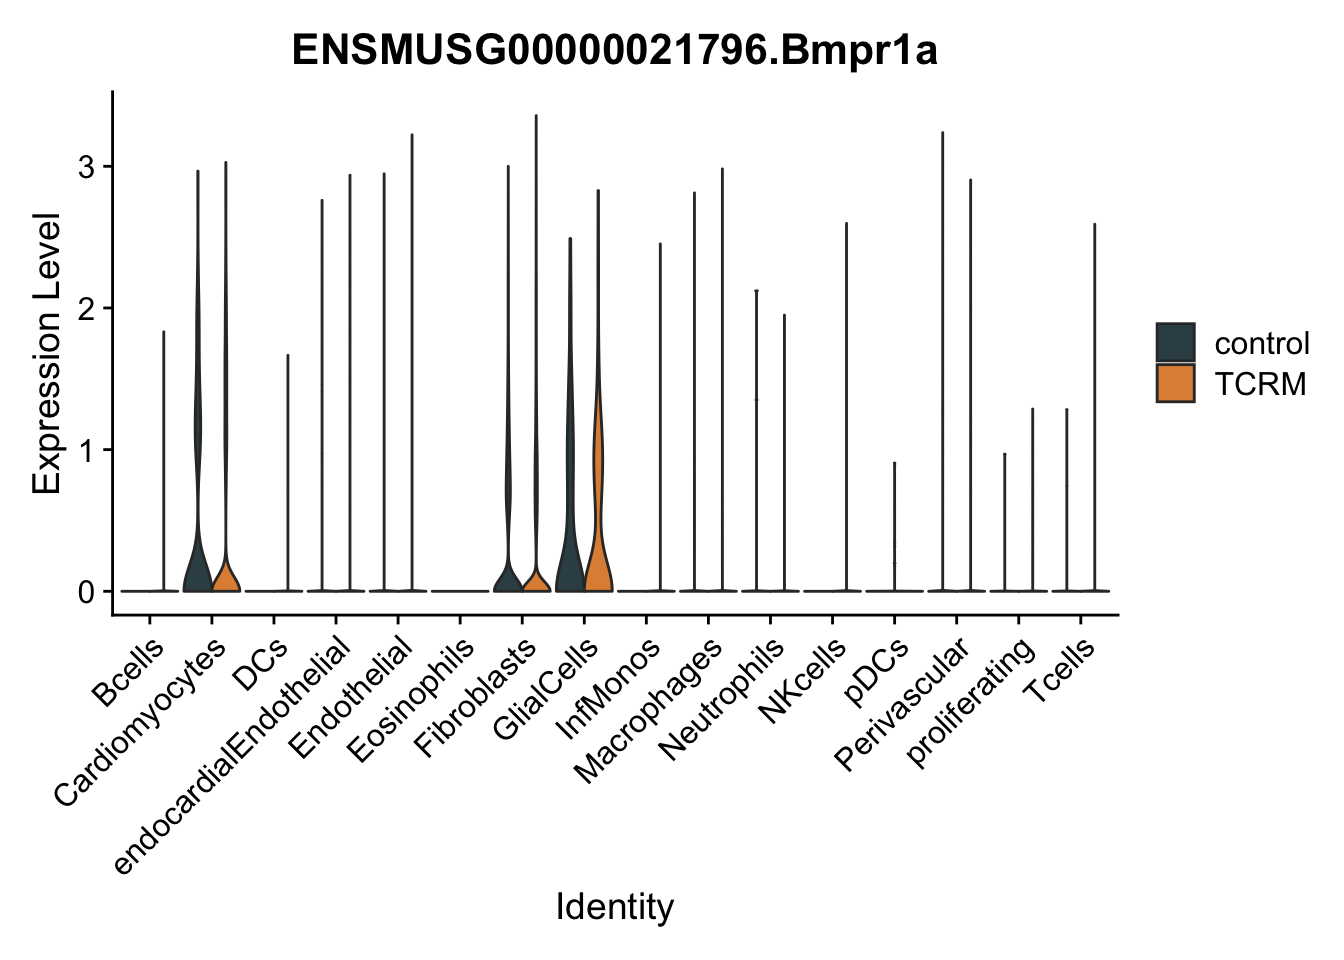 ENSMUSG00000021796.Bmpr1a
Expression Level
3
2
1
0
control
TCRM
Bcells
Cardiomyocytes
DCs
endocardialEndothelial
Endothelial
Eosinophils
Fibroblasts
GlialCells
InfMonos
Macrophages
Neutrophils
NKcells
pDCs
Perivascular
proliferating
Tcells
Identity